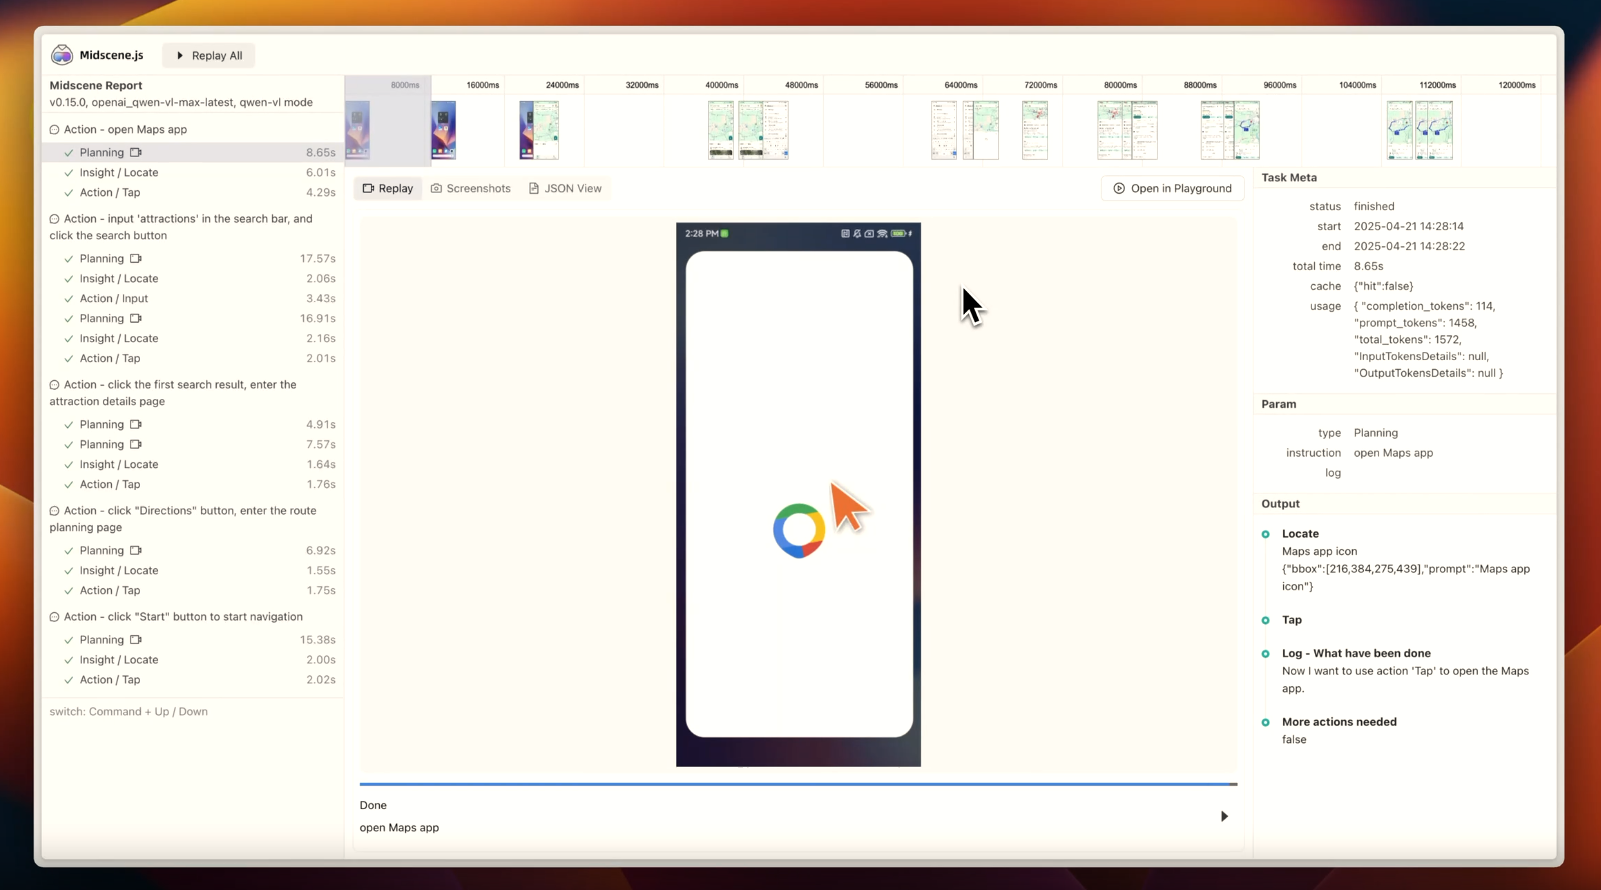 Midscene.js
Replay All
Midscene Report
v0.15.0, openai_qwen-vl-max-latest, qwen-vl mode
Action - open Maps app
Planning 8.65s
Insight / Locate 6.01s
Action / Tap 4.29s
Action - input 'attractions' in the search bar, and
click the search button
Planning 17.57s
Insight / Locate 2.06s
Action / Input 3.43s
Planning 16.91s
Insight / Locate 2.16s
Action / Tap 2.01s
Action - click the first search result, enter the
attraction details page
Planning 4.91s
Planning 7.57s
Insight / Locate 1.64s
Action / Tap 1.76s
Action - click "Directions" button, enter the route
planning page
Planning 6.92s
Insight / Locate 1.55s
Action / Tap 1.75s
Action - click "Start" button to start navigation
Planning 15.38s
Insight / Locate 2.00s
Action / Tap 2.02s
switch: Command + Up / Down
8000ms 16000ms 24000ms 32000ms 40000ms 48000ms 56000ms 64000ms 72000ms 80000ms 88000ms 96000ms 104000ms 112000ms 120000ms
Replay Screenshots JSON View
Open in Playground
2:28 PM
Done
open Maps app
Task Meta
status finished
start 2025-04-21 14:28:14
end 2025-04-21 14:28:22
total time 8.65s
cache {"hit":false}
usage { "completion_tokens": 114,
"prompt_tokens": 1458,
"total_tokens": 1572,
"InputTokensDetails": null,
"OutputTokensDetails": null }
Param
type Planning
instruction open Maps app
log
Output
Locate
Maps app icon
{"bbox":[216,384,275,439],"prompt":"Maps app
icon"}
Tap
Log - What have been done
Now I want to use action 'Tap' to open the Maps
app.
More actions needed
false